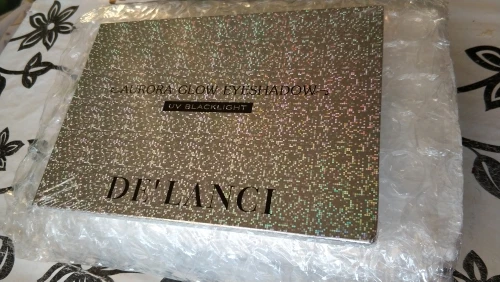 AURORA GLOW EYESHADOW
UV BLACKLIGHT
DE'LANCI